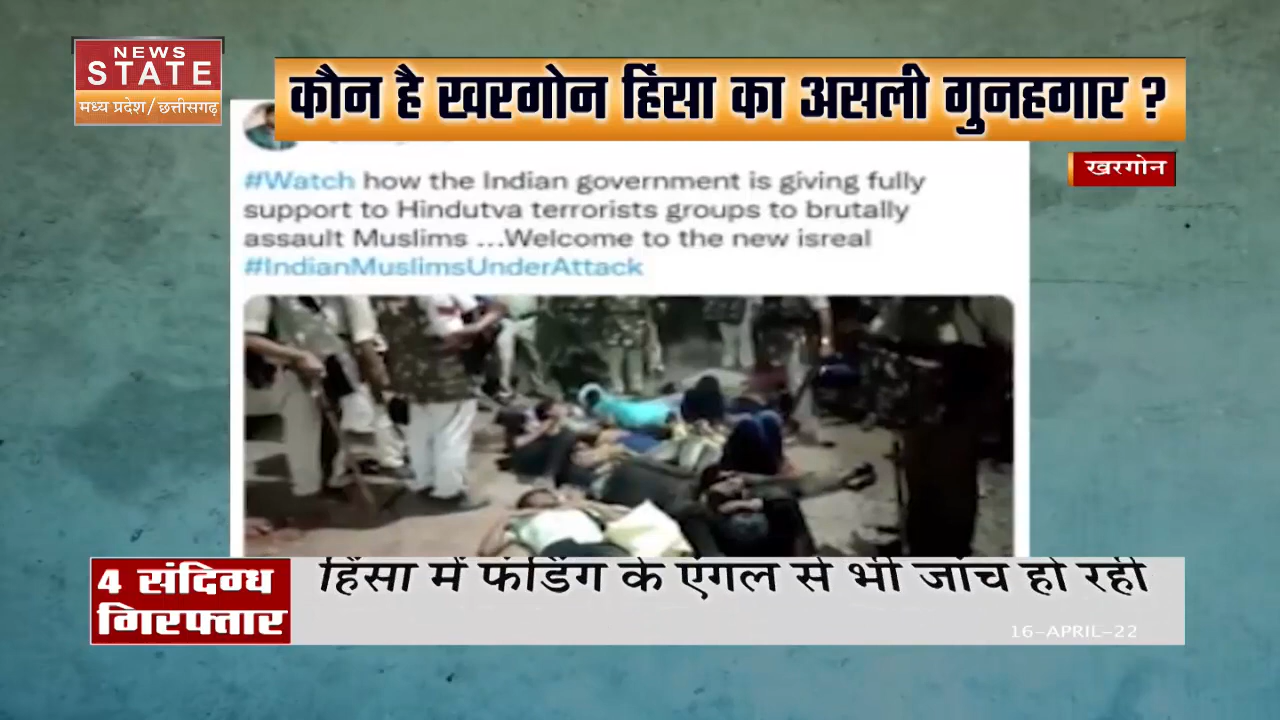 NEWS
STATE
मध्य प्रदेश/छत्तीसगढ़
कौन है खरगोन हिंसा का असली गुनहगार ?
खरगोन
#Watch how the Indian government is giving fully
support to Hindutva terrorists groups to brutally
assault Muslims ...Welcome to the new isreal
#IndianMuslimsUnderAttack
4 संदिग्ध
गिरफ्तार
हिंसा में फंडिंग के एंगल से भी जांच हो रही
16-APRIL-22